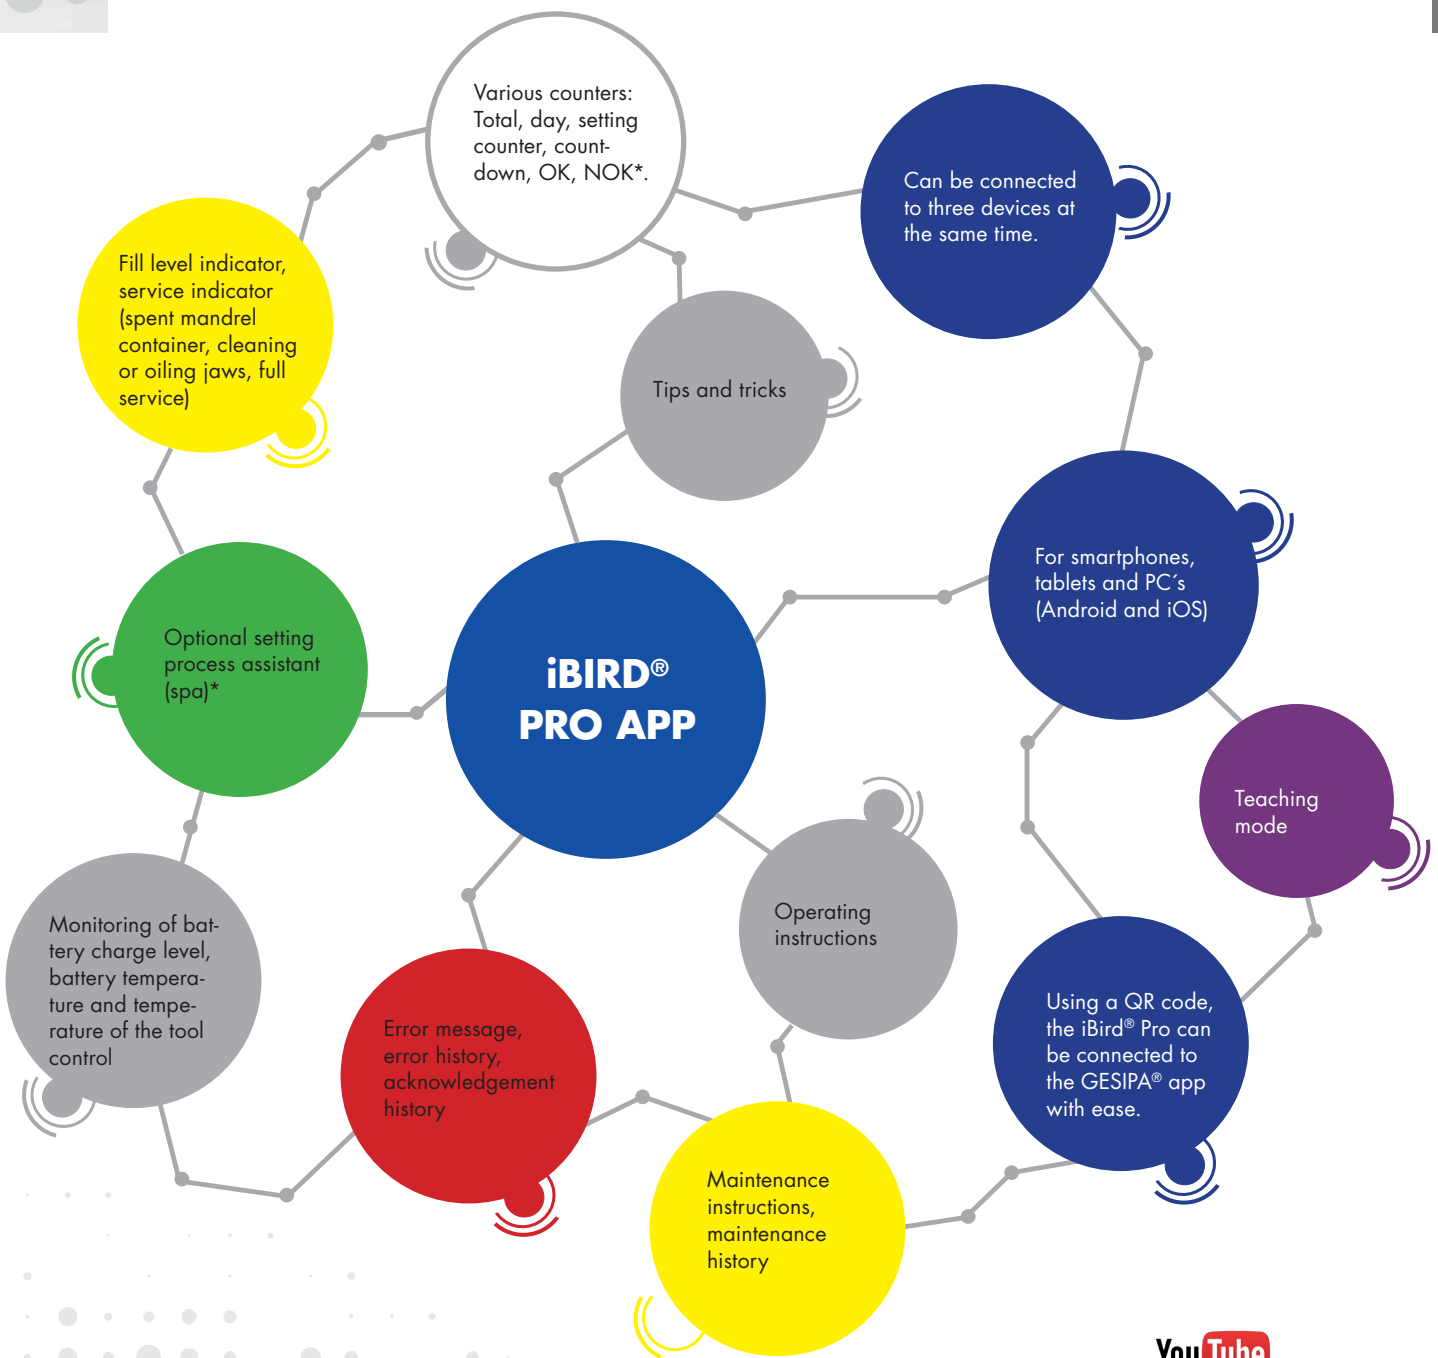 Various counters:
Total, day, setting
counter, count-
down, OK, NOK*.
Can be connected
to three devices at
the same time.
Fill level indicator,
service indicator
(spent mandrel
container, cleaning
or oiling jaws, full
service)
Tips and tricks
For smartphones,
tablets and PC´s
(Android and iOS)
Optional setting
process assistant
(spa)*
iBIRD®
PRO APP
Teaching
mode
Operating
instructions
Monitoring of bat-
tery charge level,
battery tempera-
ture and tempe-
rature of the tool
control
Error message,
error history,
acknowledgement
history
Using a QR code,
the iBird® Pro can
be connected to
the GESIPA® app
with ease.
Maintenance
instructions,
maintenance
history
YouTube